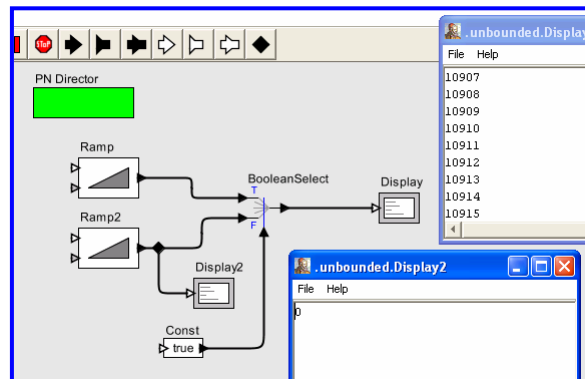 STOP
.unbounded.Display
File Help
PN Director
10907
10908
10909
10910
10911
10912
10913
10914
10915
Ramp
BooleanSelect
T
Display
F
Ramp2
Display2
.unbounded.Display2
File Help
0
Const
true